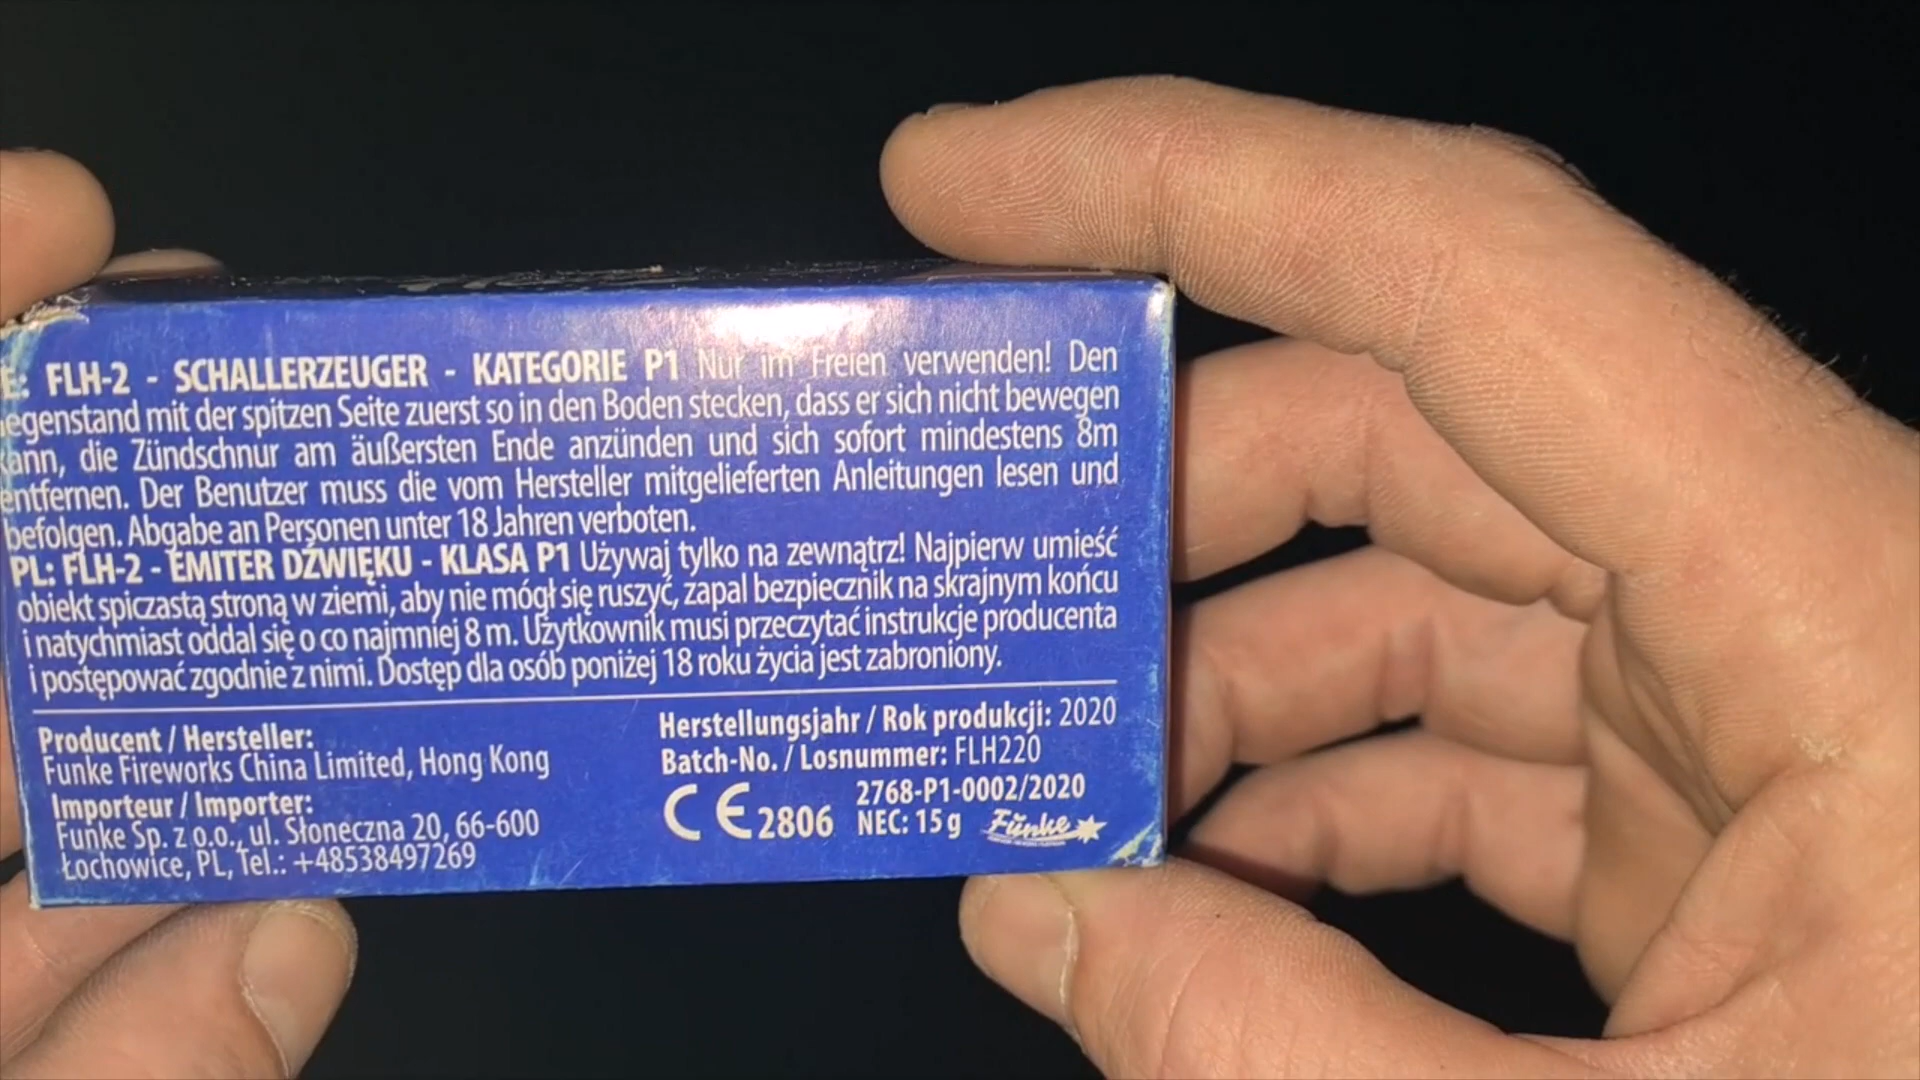 E: FLH-2 - SCHALLERZEUGER - KATEGORIE P1 Nur im Freien verwenden! Den
egenstand mit der spitzen Seite zuerst so in den Boden stecken, dass er sich nicht bewegen
kann, die Zündschnur am äußersten Ende anzünden und sich sofort mindestens 8m
entfernen. Der Benutzer muss die vom Hersteller mitgelieferten Anleitungen lesen und
befolgen. Abgabe an Personen unter 18 Jahren verboten.
PL: FLH-2 - EMITER DŹWIĘKU - KLASA P1 Używaj tylko na zewnątrz! Najpierw umieść
obiekt spiczastą stroną w ziemi, aby nie mógł się ruszyć, zapal bezpiecznik na skrajnym końcu
i natychmiast oddal się o co najmniej 8 m. Użytkownik musi przeczytać instrukcje producenta
i postępować zgodnie z nimi. Dostęp dla osób poniżej 18 roku życia jest zabroniony.
Producent / Hersteller:
Funke Fireworks China Limited, Hong Kong
Importeur / Importer:
Funke Sp. z o.o., ul. Słoneczna 20, 66-600
Łochowice, PL, Tel.: +48538497269
Herstellungsjahr / Rok produkcji: 2020
Batch-No. / Losnummer: FLH220
CE 2806
2768-P1-0002/2020
NEC: 15 g
Funke